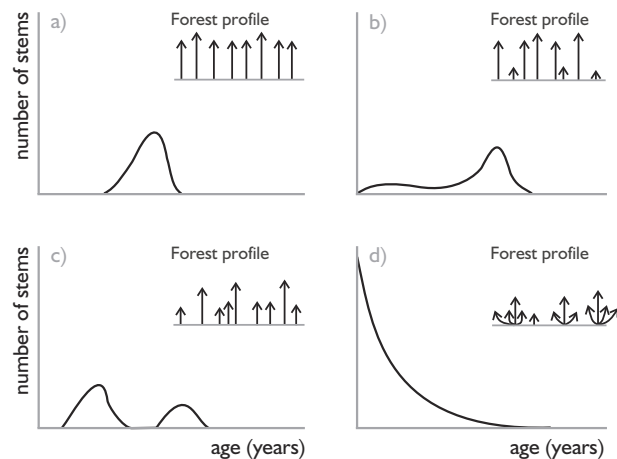 a)
Forest profile
number of stems
b)
Forest profile
c)
Forest profile
number of stems
age (years)
d)
Forest profile
age (years)